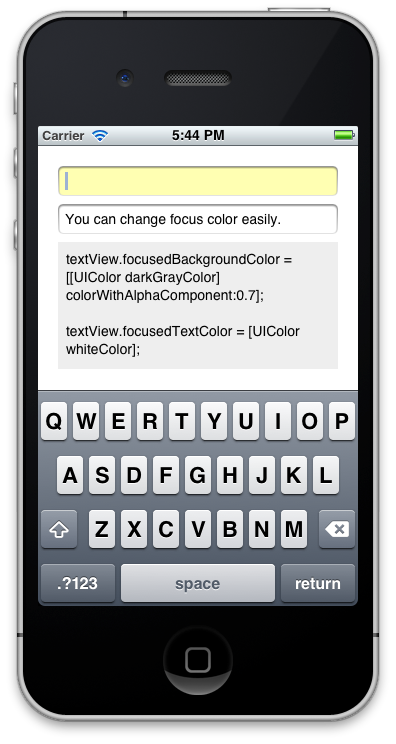 Carrier 5:44 PM
You can change focus color easily.
textView.focusedBackgroundColor =
[[UIColor darkGrayColor]
colorWithAlphaComponent:0.7];
textView.focusedTextColor = [UIColor
whiteColor];
Q W E R T Y U I O P
A S D F G H J K L
Z X C V B N M
.?123 space return